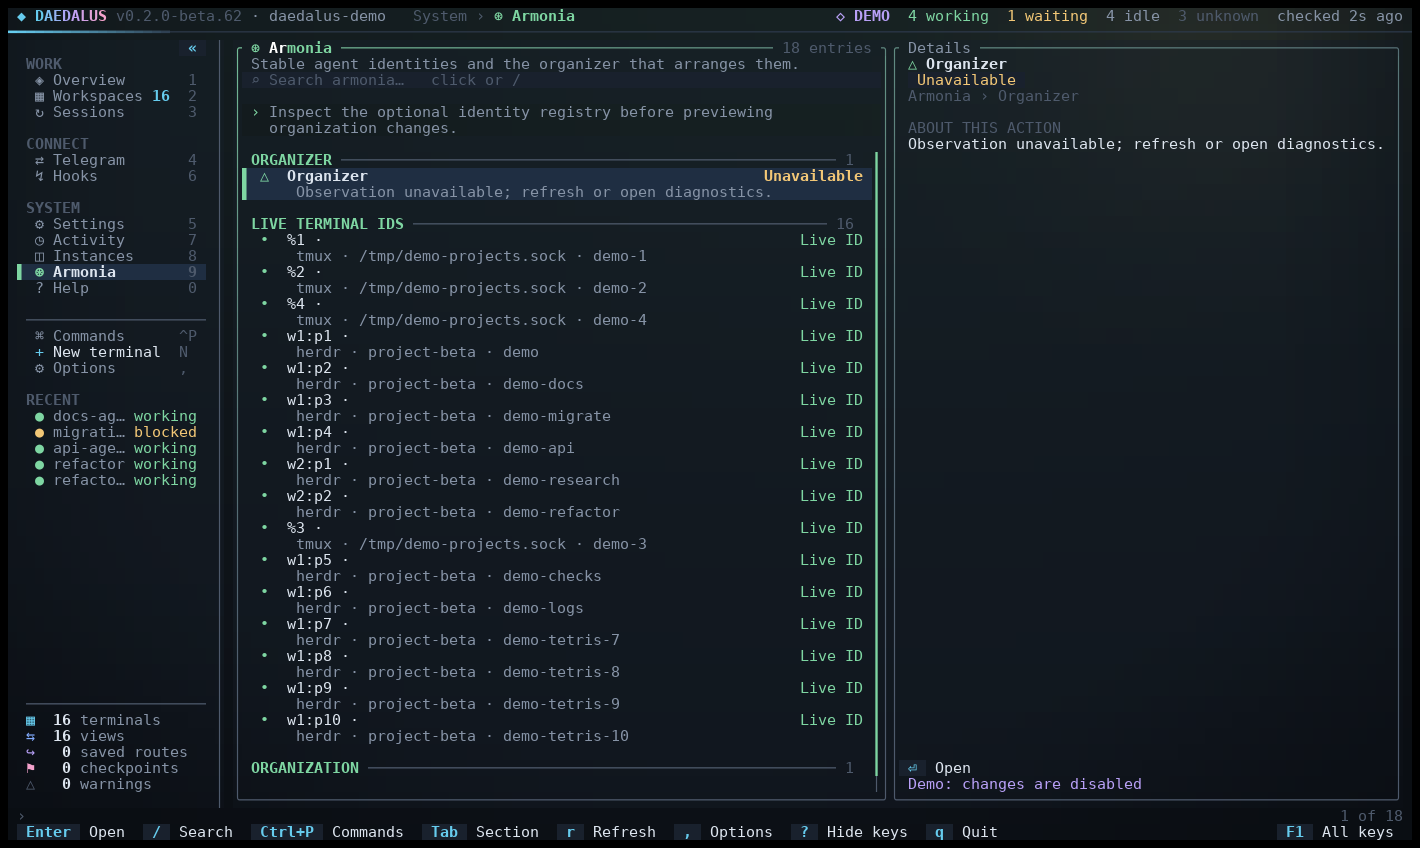 ◆ DAEDALUS v0.2.0-beta.62 · daedalus-demo System › ⊛ Armonia ◇ DEMO 4 working 1 waiting 4 idle 3 unknown checked 2s ago
«
WORK
◈ Overview 1
▦ Workspaces 16 2
↻ Sessions 3
CONNECT
⇄ Telegram 4
↯ Hooks 6
SYSTEM
⚙ Settings 5
◷ Activity 7
◫ Instances 8
⊛ Armonia 9
? Help 0
⌘ Commands ^P
+ New terminal N
⚙ Options ,
RECENT
● docs-ag… working
● migrati… blocked
● api-age… working
● refactor working
● refacto… working
▦ 16 terminals
⇆ 16 views
↪ 0 saved routes
⚑ 0 checkpoints
△ 0 warnings
⊛ Armonia 18 entries
Stable agent identities and the organizer that arranges them.
⌕ Search armonia… click or /
› Inspect the optional identity registry before previewing
organization changes.
ORGANIZER 1
△ Organizer Unavailable
Observation unavailable; refresh or open diagnostics.
LIVE TERMINAL IDS 16
• %1 · Live ID
tmux · /tmp/demo-projects.sock · demo-1
• %2 · Live ID
tmux · /tmp/demo-projects.sock · demo-2
• %4 · Live ID
tmux · /tmp/demo-projects.sock · demo-4
• w1:p1 · Live ID
herdr · project-beta · demo
• w1:p2 · Live ID
herdr · project-beta · demo-docs
• w1:p3 · Live ID
herdr · project-beta · demo-migrate
• w1:p4 · Live ID
herdr · project-beta · demo-api
• w2:p1 · Live ID
herdr · project-beta · demo-research
• w2:p2 · Live ID
herdr · project-beta · demo-refactor
• %3 · Live ID
tmux · /tmp/demo-projects.sock · demo-3
• w1:p5 · Live ID
herdr · project-beta · demo-checks
• w1:p6 · Live ID
herdr · project-beta · demo-logs
• w1:p7 · Live ID
herdr · project-beta · demo-tetris-7
• w1:p8 · Live ID
herdr · project-beta · demo-tetris-8
• w1:p9 · Live ID
herdr · project-beta · demo-tetris-9
• w1:p10 · Live ID
herdr · project-beta · demo-tetris-10
ORGANIZATION 1
Details
△ Organizer
Unavailable
Armonia › Organizer
ABOUT THIS ACTION
Observation unavailable; refresh or open diagnostics.
⏎ Open
Demo: changes are disabled
› 1 of 18
Enter Open / Search Ctrl+P Commands Tab Section r Refresh , Options ? Hide keys q Quit F1 All keys